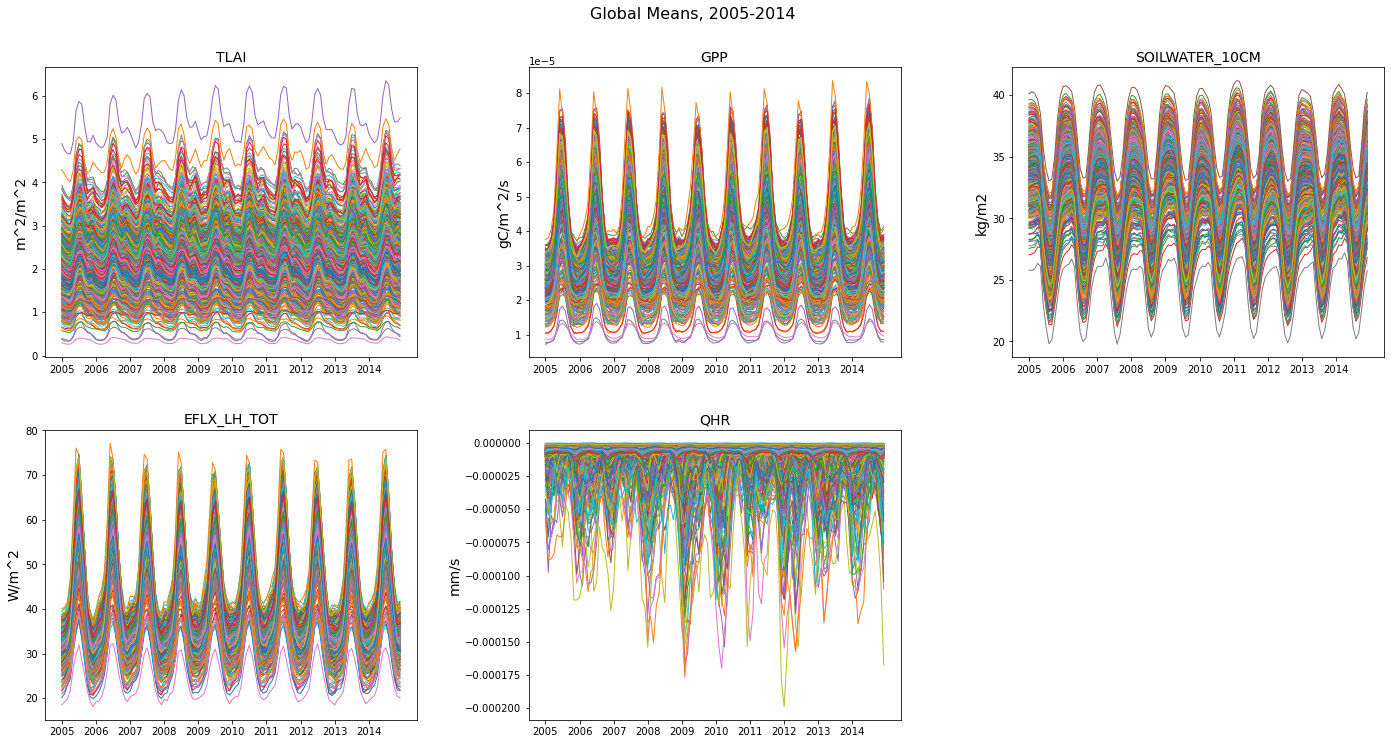 Global Means, 2005-2014
TLAI
m^2/m^2
6
5
4
3
2
1
0
2005 2006 2007 2008 2009 2010 2011 2012 2013 2014
GPP
1e−5
gC/m^2/s
8
7
6
5
4
3
2
1
2005 2006 2007 2008 2009 2010 2011 2012 2013 2014
SOILWATER_10CM
kg/m2
40
35
30
25
20
2005 2006 2007 2008 2009 2010 2011 2012 2013 2014
EFLX_LH_TOT
W/m^2
80
70
60
50
40
30
20
2005 2006 2007 2008 2009 2010 2011 2012 2013 2014
QHR
mm/s
0.000000
−0.000025
−0.000050
−0.000075
−0.000100
−0.000125
−0.000150
−0.000175
−0.000200
2005 2006 2007 2008 2009 2010 2011 2012 2013 2014